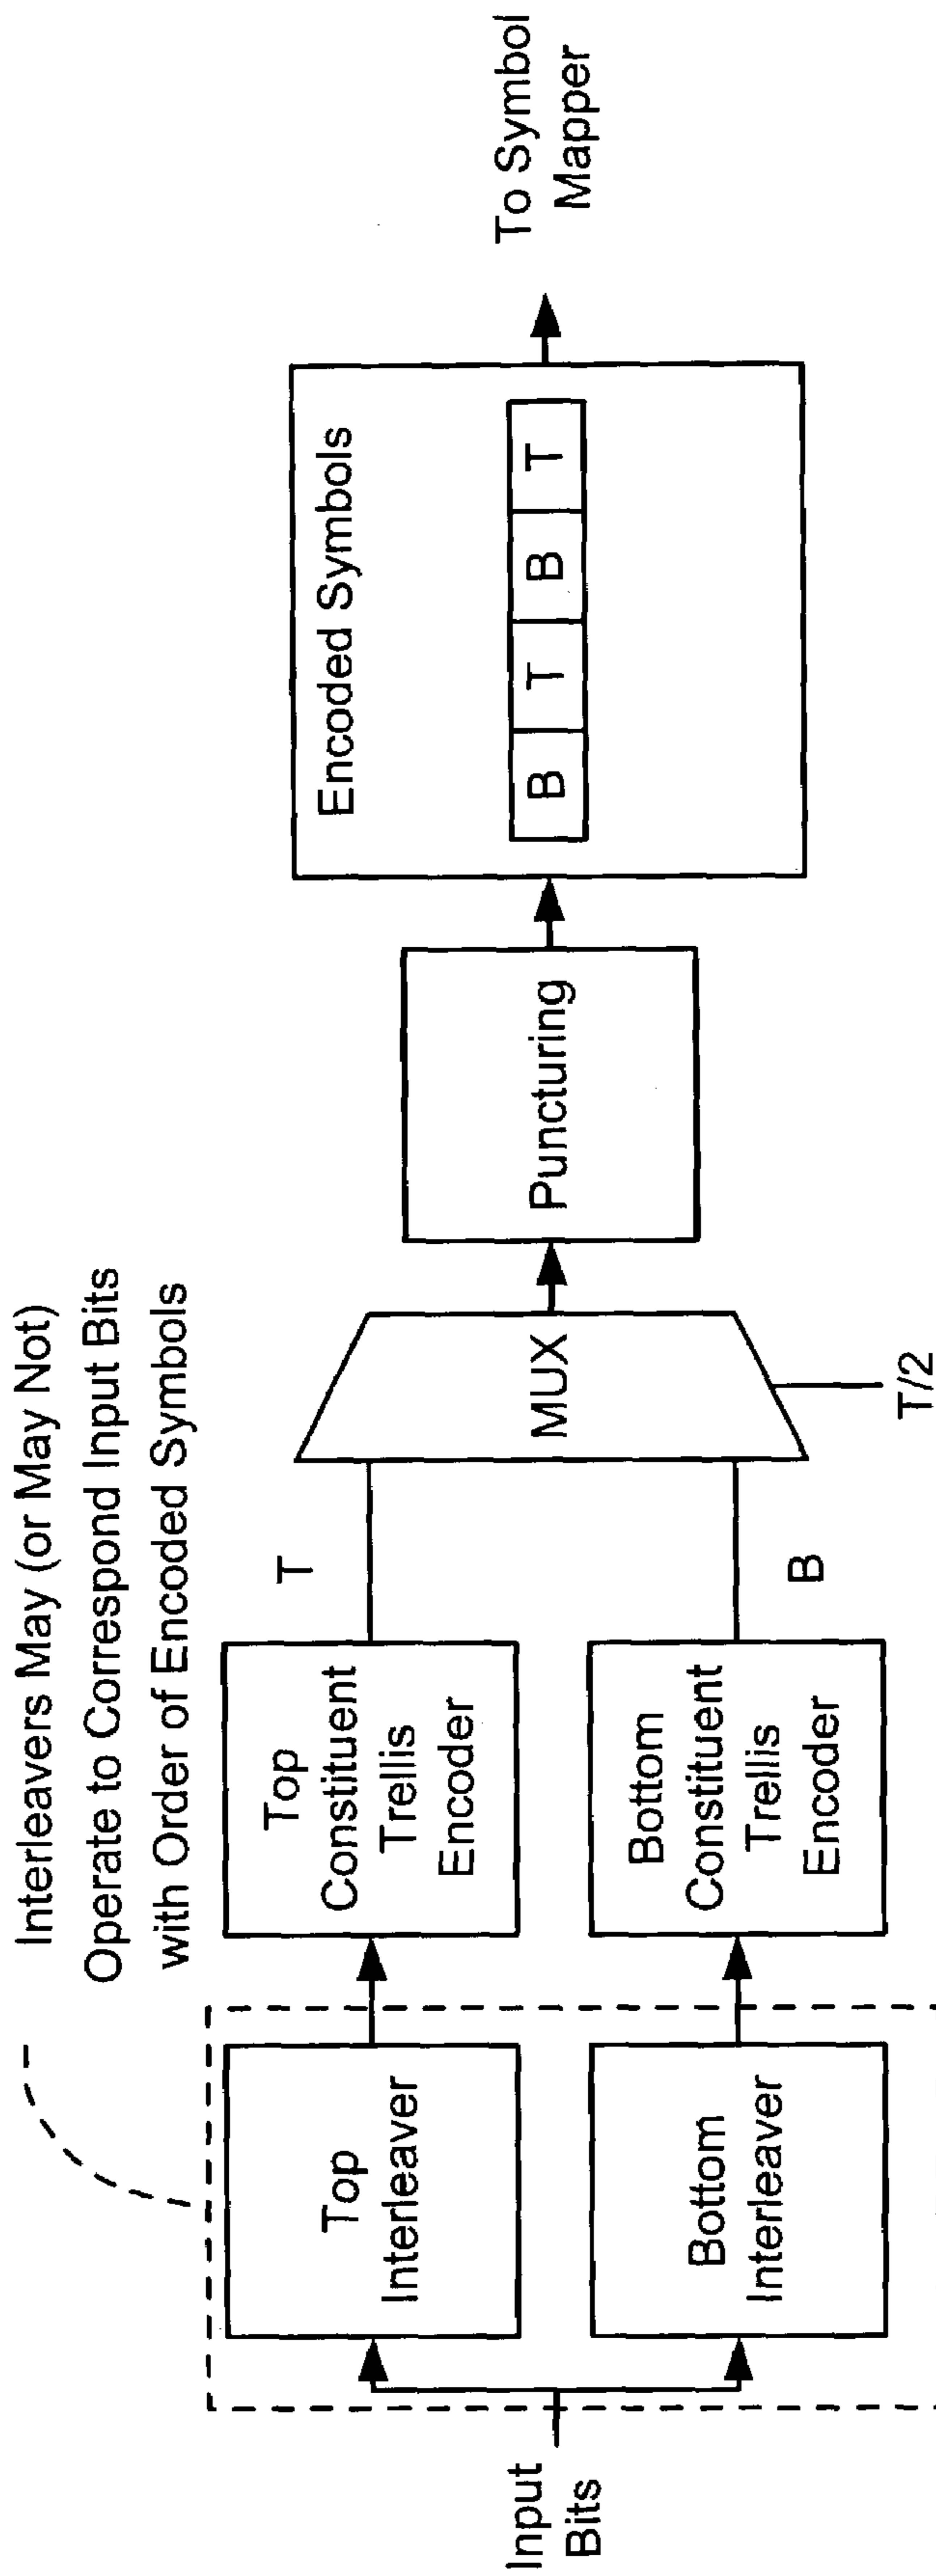 Interleavers May (or May Not)
Operate to Correspond Input Bits
with Order of Encoded Symbols
Input
Bits
Top
Interleaver
Bottom
Interleaver
Top
Constituent
Trellis
Encoder
Bottom
Constituent
Trellis
Encoder
T
B
MUX
T/2
Puncturing
Encoded Symbols
B T B T
To Symbol
Mapper